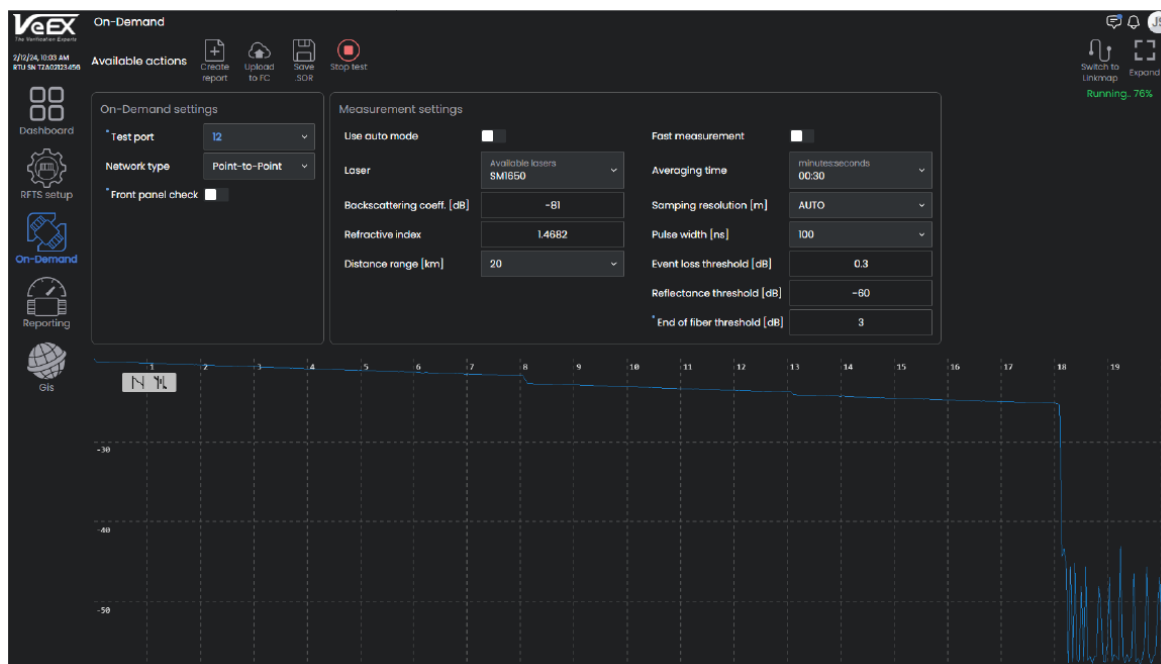 VeEX
The Verification Experts
On-Demand
JS
2/12/24, 10:03 AM
RTU SN TZA02123456
Available actions
Create report
Upload to FC
Save .SOR
Stop test
Switch to Linkmap
Expand
Running.. 76%
Dashboard
RFTS setup
On-Demand
Reporting
Gis
On-Demand settings
*Test port
12
Network type
Point-to-Point
*Front panel check
Measurement settings
Use auto mode
Fast measurement
Laser
Available lasers
SM1650
Averaging time
minutes:seconds
00:30
Backscattering coeff. [dB]
-81
Samping resolution [m]
AUTO
Refractive index
1.4682
Pulse width [ns]
100
Distance range [km]
20
Event loss threshold [dB]
0.3
Reflectance threshold [dB]
-60
*End of fiber threshold [dB]
3
1 2 3 4 5 6 7 8 9 10 11 12 13 14 15 16 17 18 19
-30
-40
-50